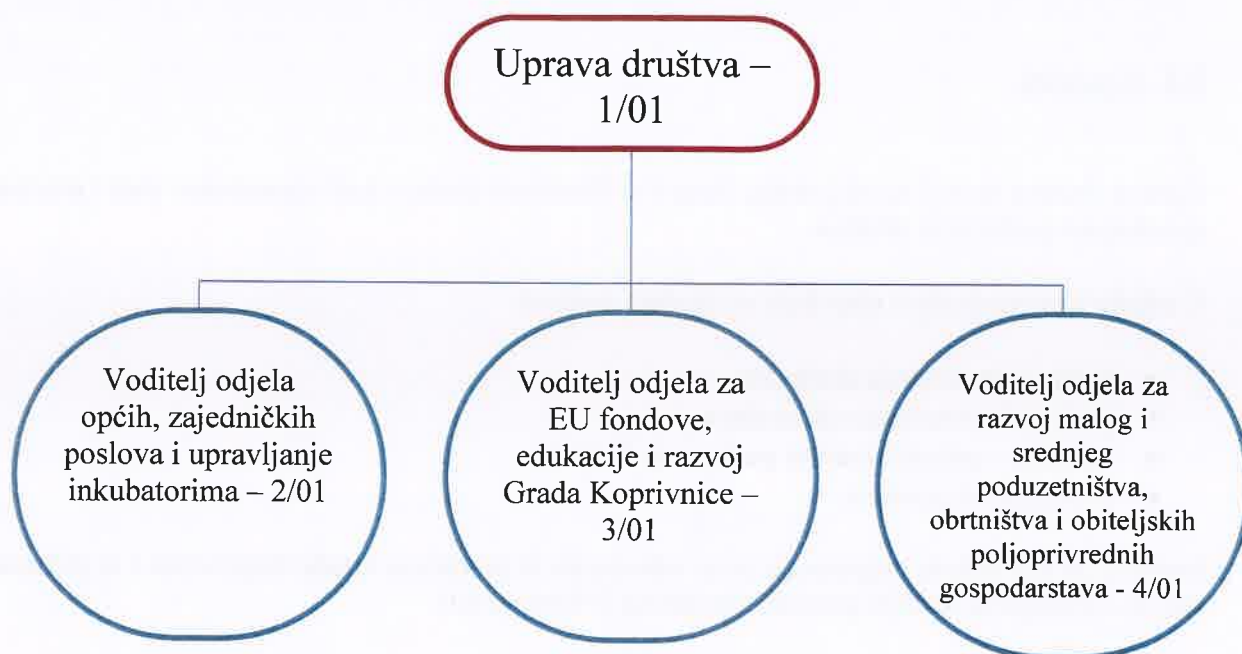 Uprava društva –
1/01
Voditelj odjela
općih, zajedničkih
poslova i upravljanje
inkubatorima – 2/01
Voditelj odjela za
EU fondove,
edukacije i razvoj
Grada Koprivnice –
3/01
Voditelj odjela za
razvoj malog i
srednjeg
poduzetništva,
obrtništva i obiteljskih
poljoprivrednih
gospodarstava - 4/01